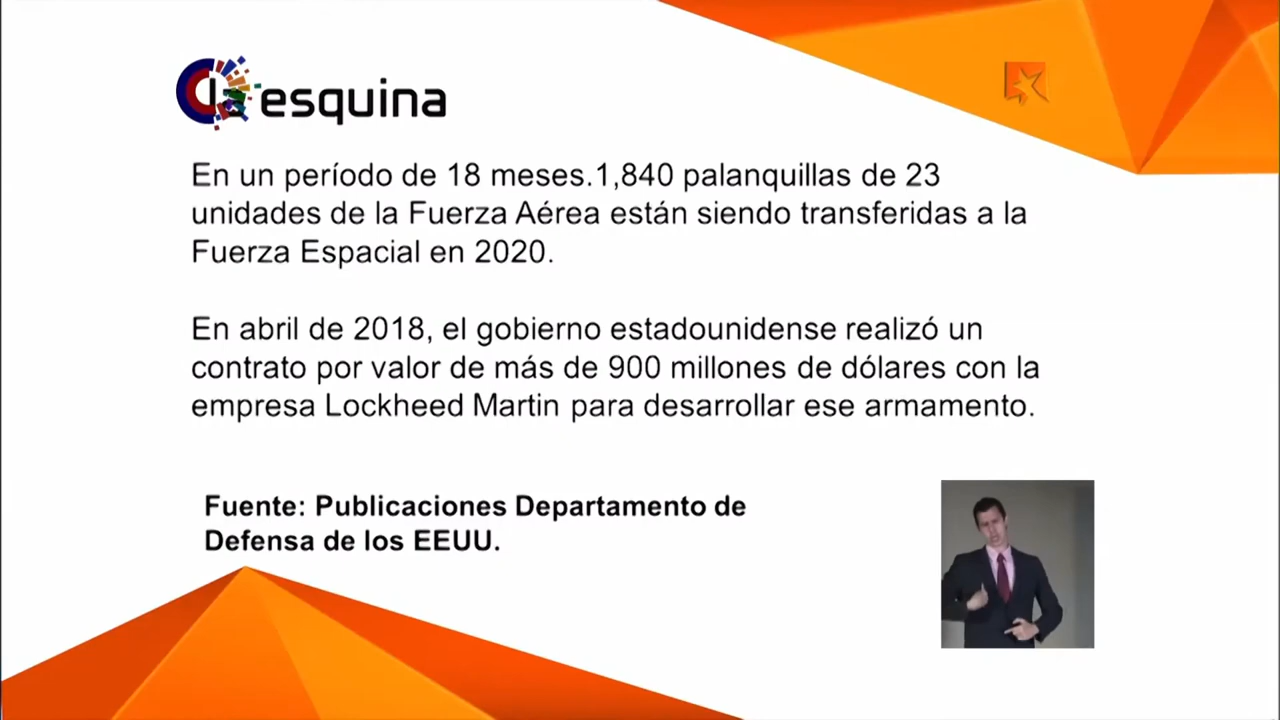 La esquina
En un período de 18 meses.1,840 palanquillas de 23
unidades de la Fuerza Aérea están siendo transferidas a la
Fuerza Espacial en 2020.
En abril de 2018, el gobierno estadounidense realizó un
contrato por valor de más de 900 millones de dólares con la
empresa Lockheed Martin para desarrollar ese armamento.
Fuente: Publicaciones Departamento de
Defensa de los EEUU.